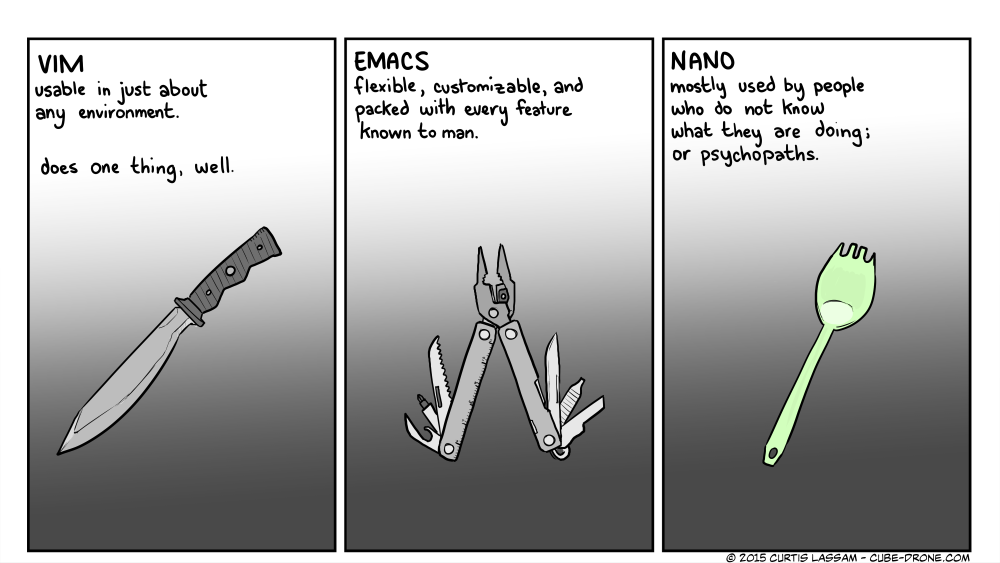 VIM
usable in just about
any environment.
does one thing, well.
EMACS
flexible, customizable, and
packed with every feature
known to man.
NANO
mostly used by people
who do not know
what they are doing;
or psychopaths.
© 2015 CURTIS LASSAM - CUBE-DRONE.COM